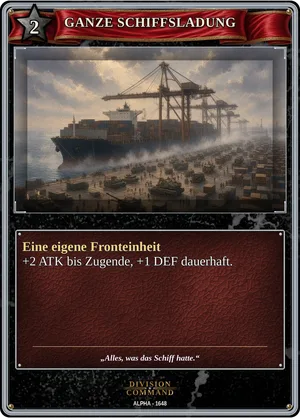 GANZE SCHIFFSLADUNG
2
Eine eigene Fronteinheit
+2 ATK bis Zugende, +1 DEF dauerhaft.
„Alles, was das Schiff hatte.“
DIVISION
COMMAND
ALPHA - 1648